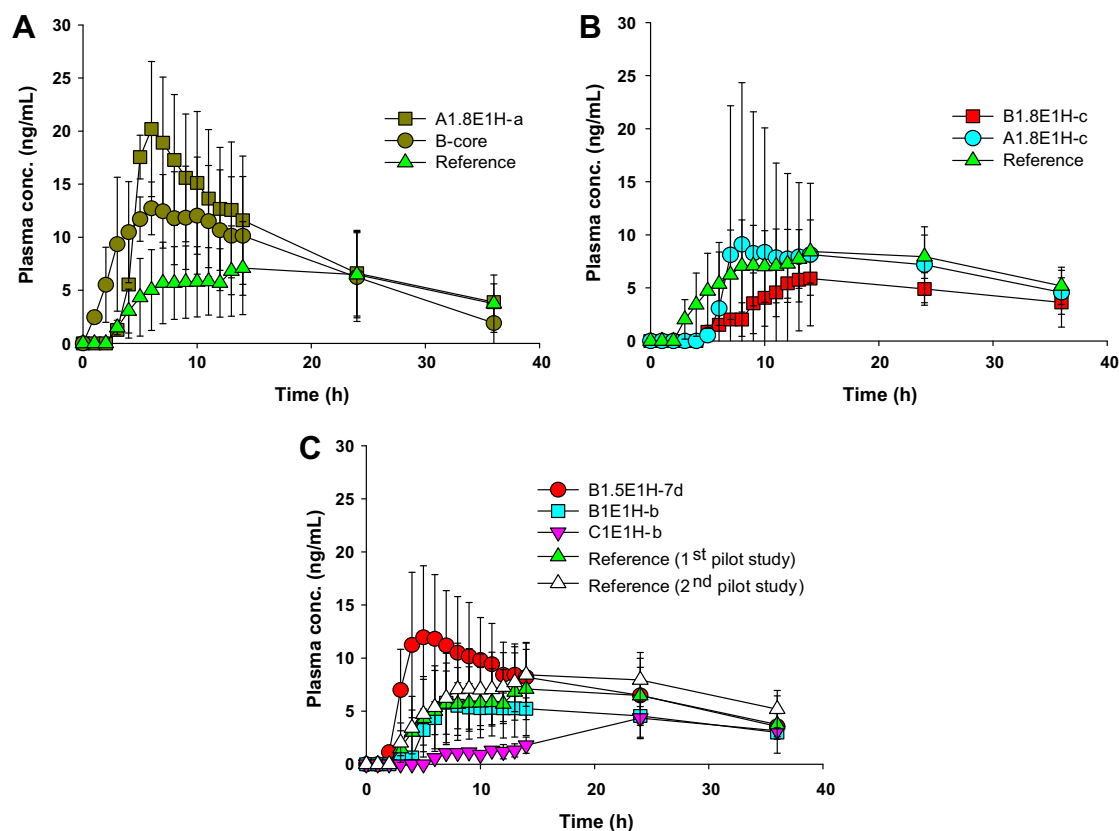 A
Plasma conc. (ng/mL)
30
25
20
15
10
5
0
0 10 20 30 40
Time (h)
A1.8E1H-a
B-core
Reference
B
Plasma conc. (ng/mL)
30
25
20
15
10
5
0
0 10 20 30 40
Time (h)
B1.8E1H-c
A1.8E1H-c
Reference
C
Plasma conc. (ng/mL)
30
25
20
15
10
5
0
0 10 20 30 40
Time (h)
B1.5E1H-7d
B1E1H-b
C1E1H-b
Reference (1st pilot study)
Reference (2nd pilot study)